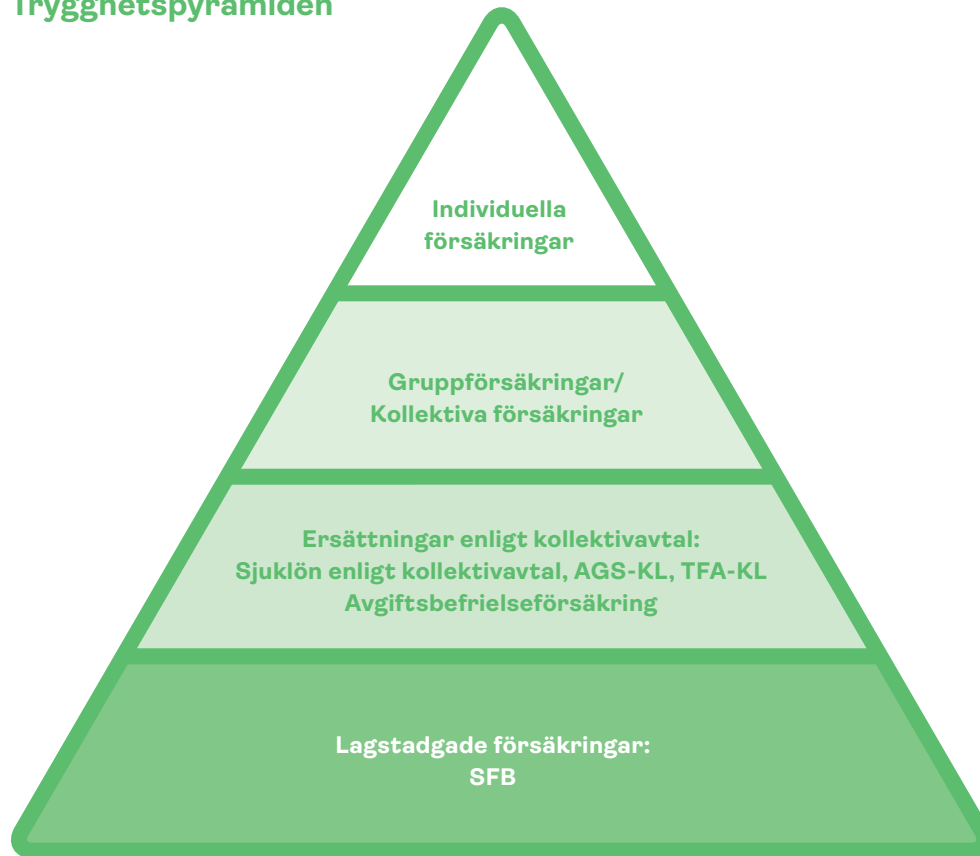 Trygghetspyramiden
Individuella
försäkringar
Gruppförsäkringar/
Kollektiva försäkringar
Ersättningar enligt kollektivavtal:
Sjuklön enligt kollektivavtal, AGS-KL, TFA-KL
Avgiftsbefrielseförsäkring
Lagstadgade försäkringar:
SFB